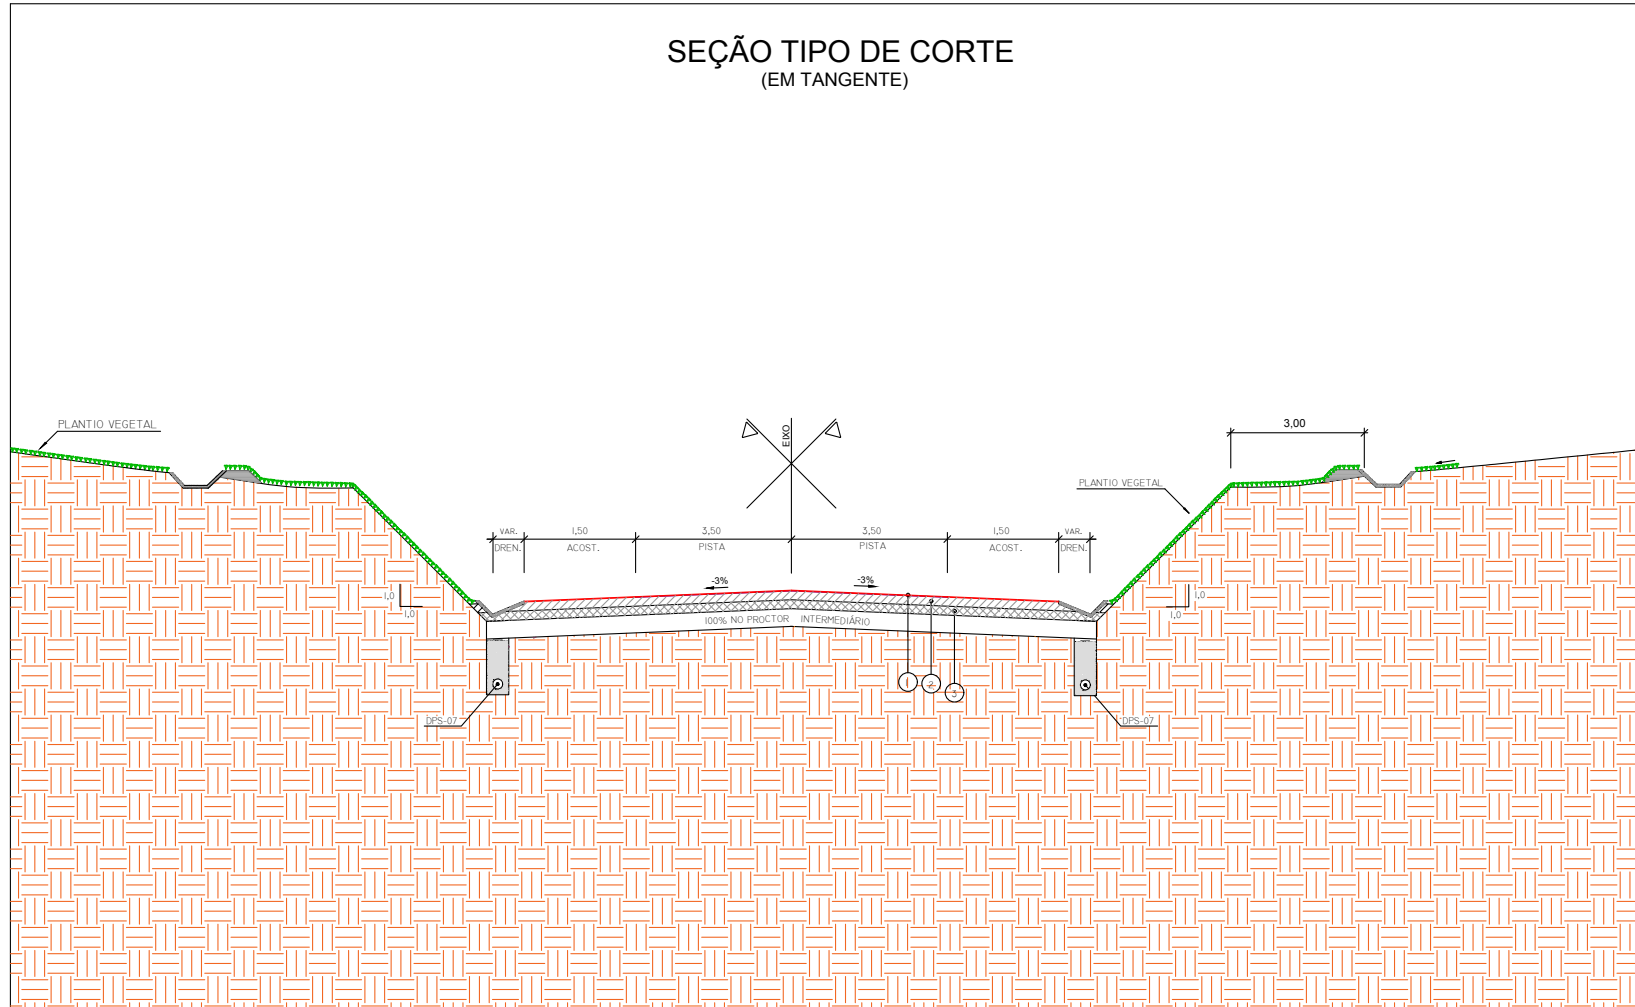 SEÇÃO TIPO DE CORTE
(EM TANGENTE)
PLANTIO VEGETAL
EIXO
3,00
PLANTIO VEGETAL
VAR. 1,50 3,50 3,50 1,50 VAR.
DREN. ACOST. PISTA PISTA ACOST. DREN.
-3% -3%
1,0 1,0
1,0 1,0
100% NO PROCTOR INTERMEDIÁRIO
1 2 3
DPS-07 DPS-07